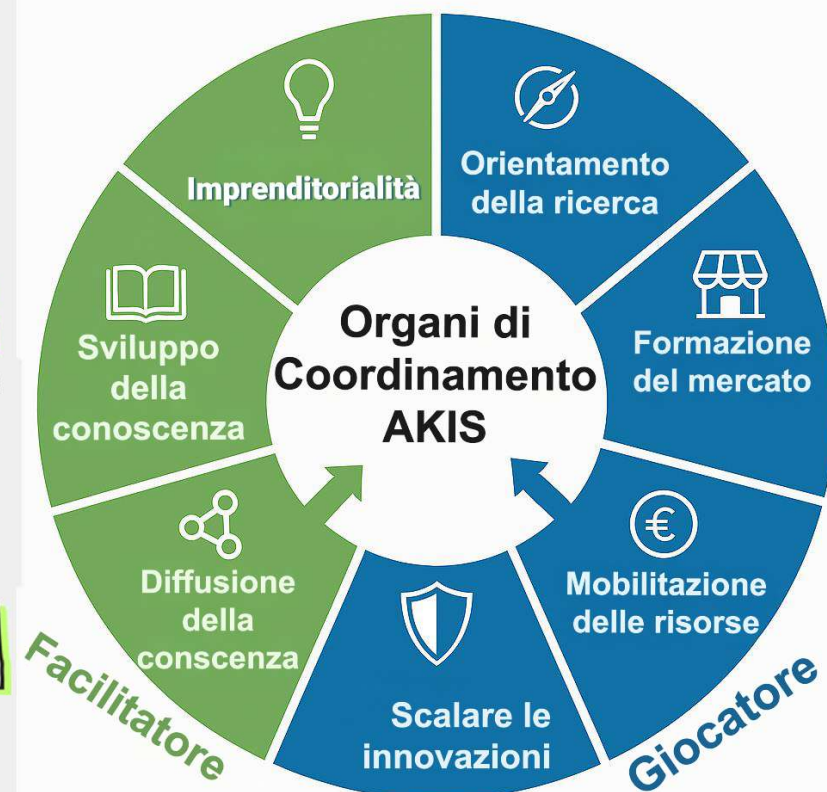 Imprenditorialità
Orientamento
della ricerca
Formazione
del mercato
Mobilitazione
delle risorse
€
Scalare le
innovazioni
Diffusione
della
conscenza
Sviluppo
della
conoscenza
Organi di
Coordinamento
AKIS
Facilitatore
Giocatore